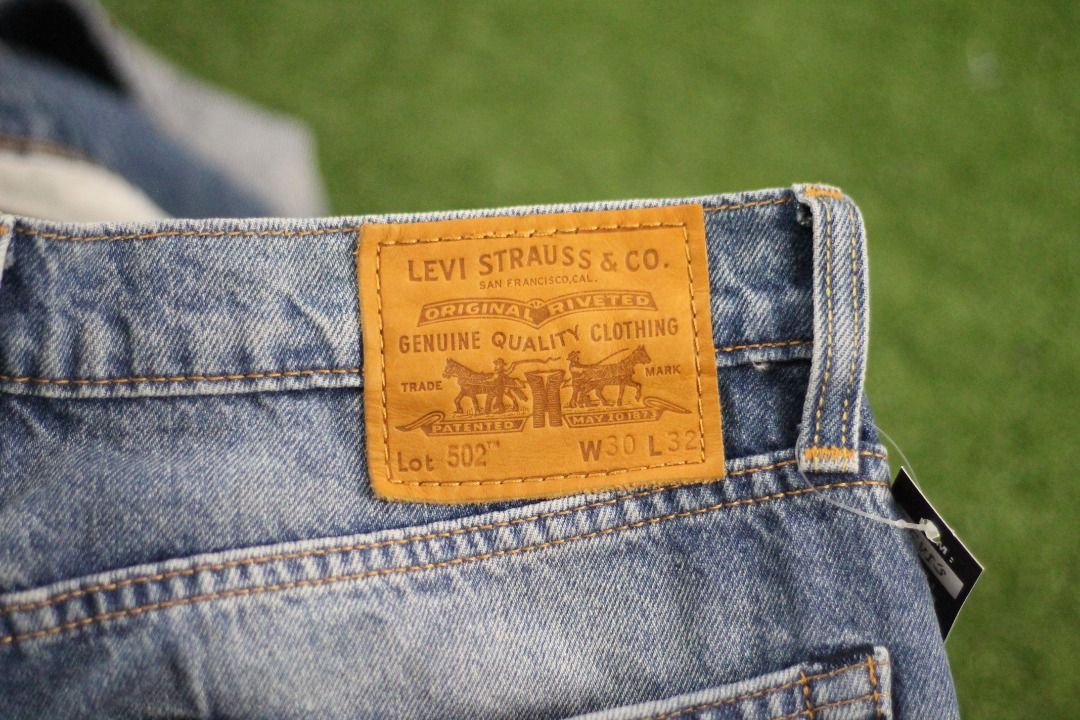 LEVI STRAUSS & CO.
SAN FRANCISCO, CAL.
ORIGINAL RIVETED
GENUINE QUALITY CLOTHING
TRADE MARK
PATENTED MAY 20 1873
Lot 502™ W30 L32